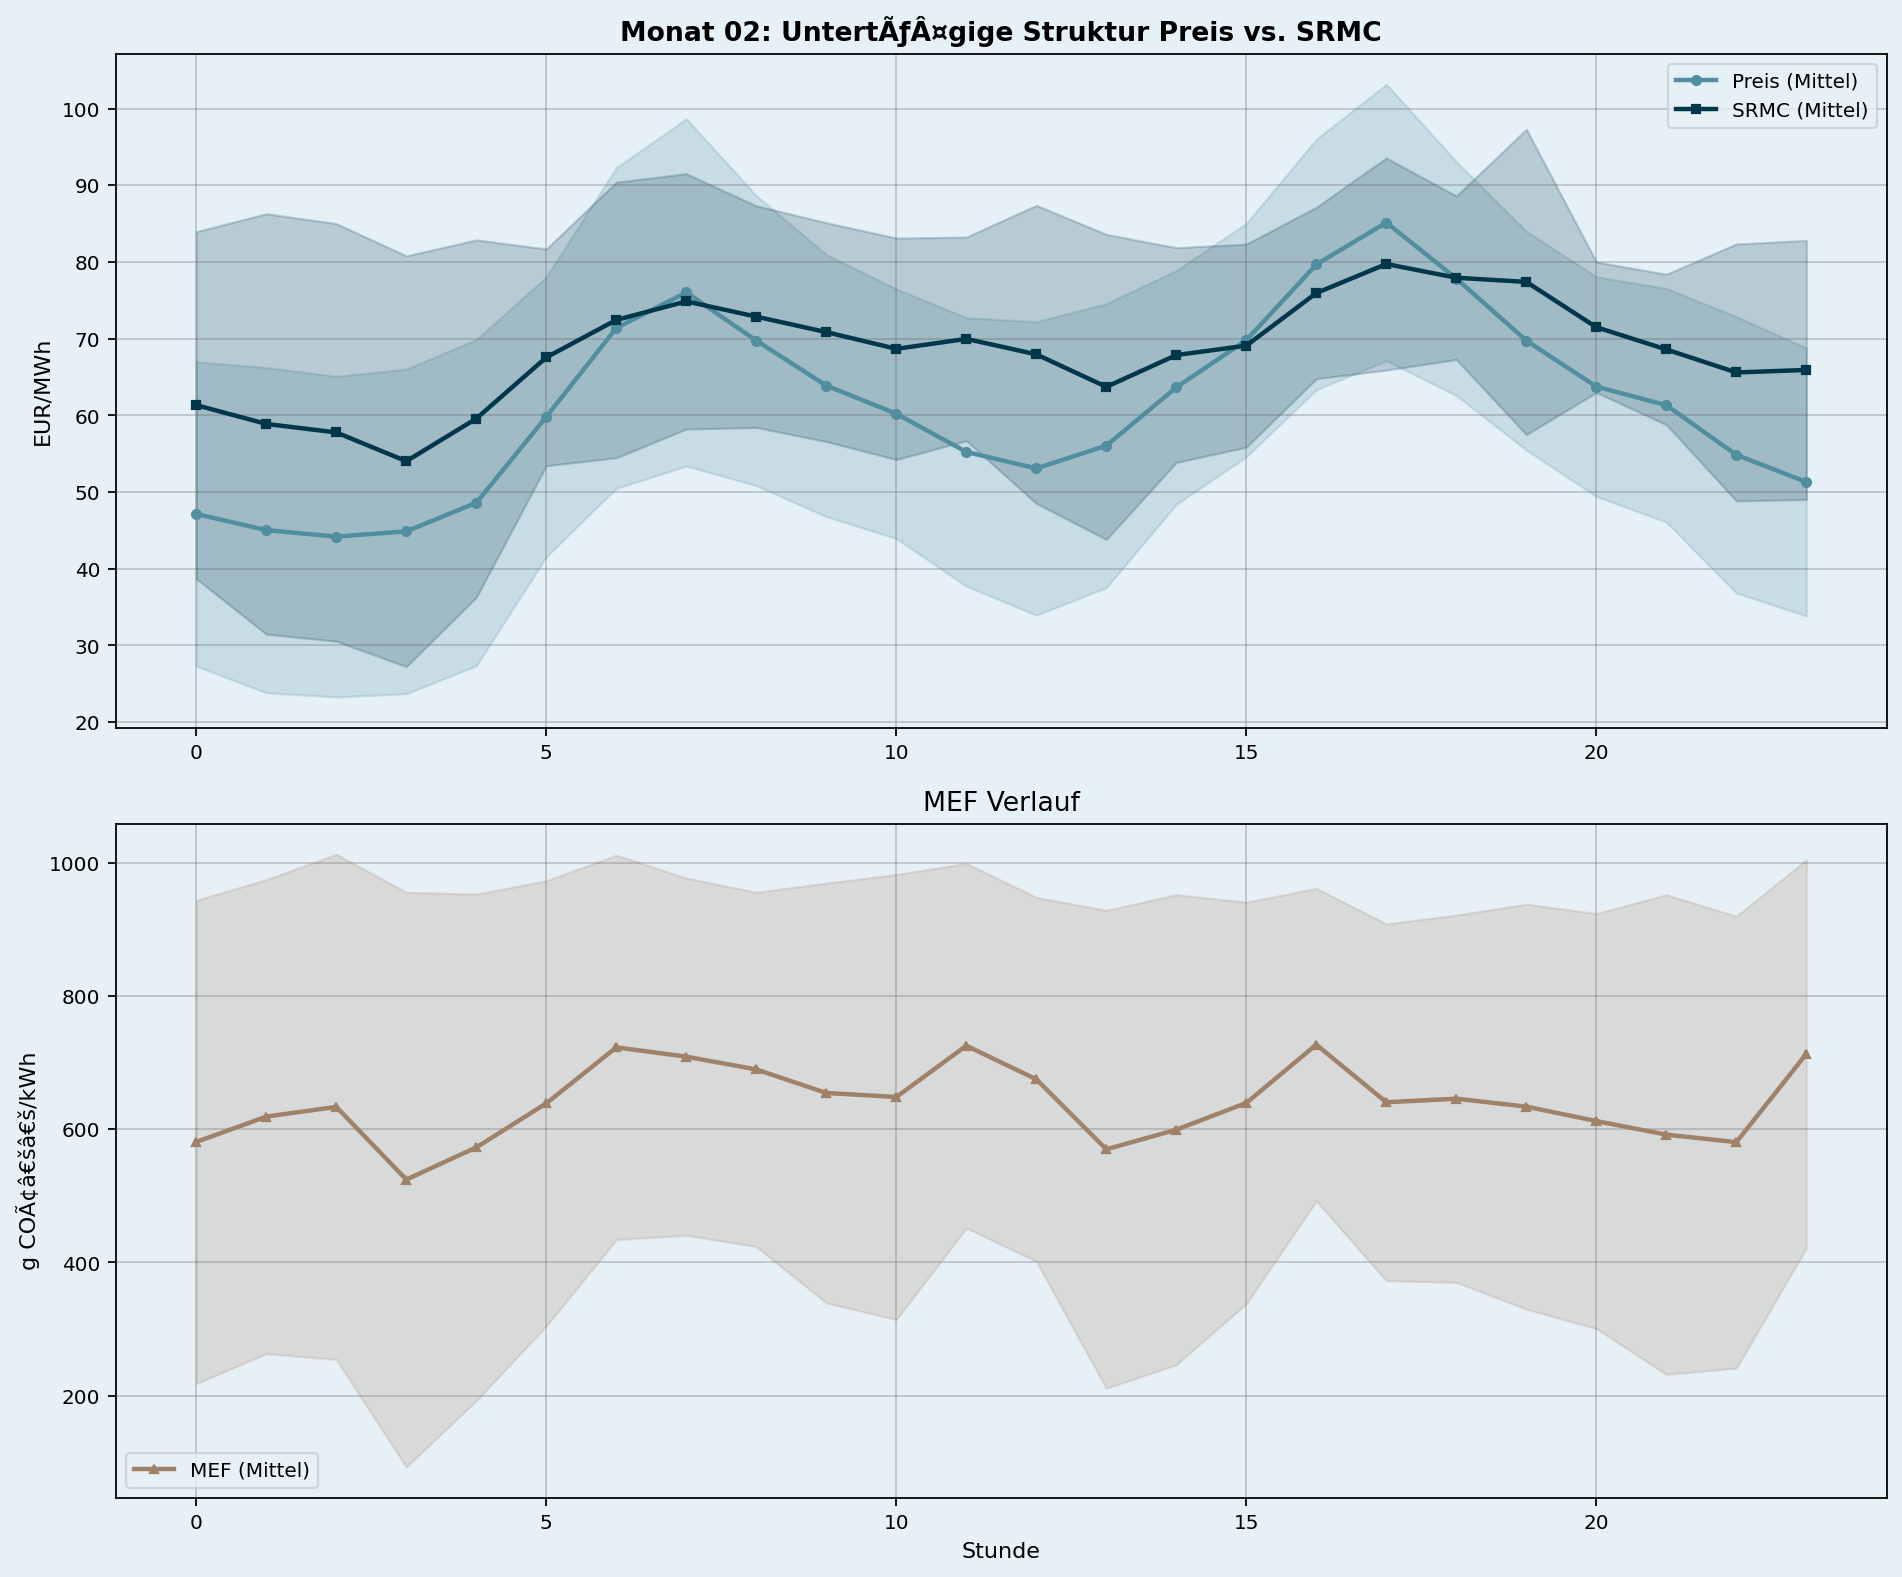 Monat 02: UntertÃƒÂ¤gige Struktur Preis vs. SRMC
Preis (Mittel)
SRMC (Mittel)
EUR/MWh
100
90
80
70
60
50
40
30
20
0 5 10 15 20
MEF Verlauf
g COÃ¢â€šâ€š/kWh
1000
800
600
400
200
MEF (Mittel)
0 5 10 15 20
Stunde